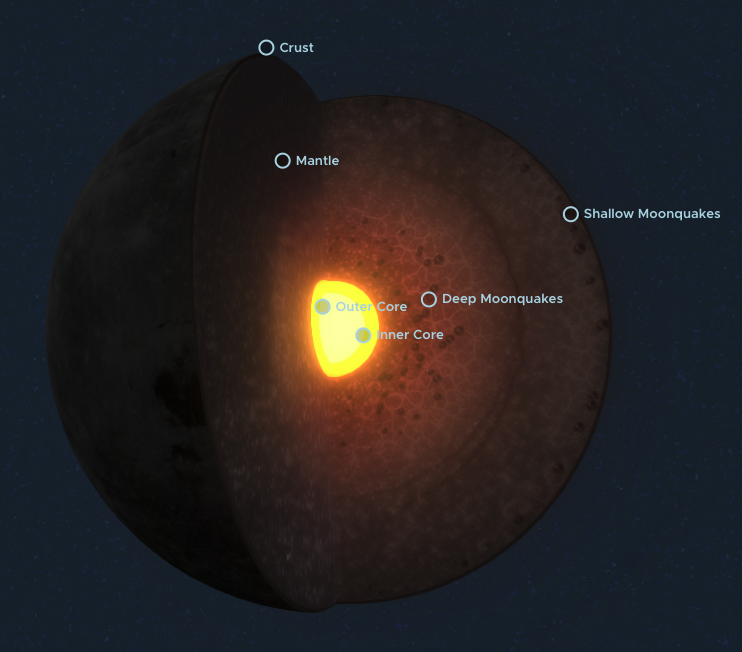 Crust
Mantle
Shallow Moonquakes
Deep Moonquakes
Outer Core
Inner Core